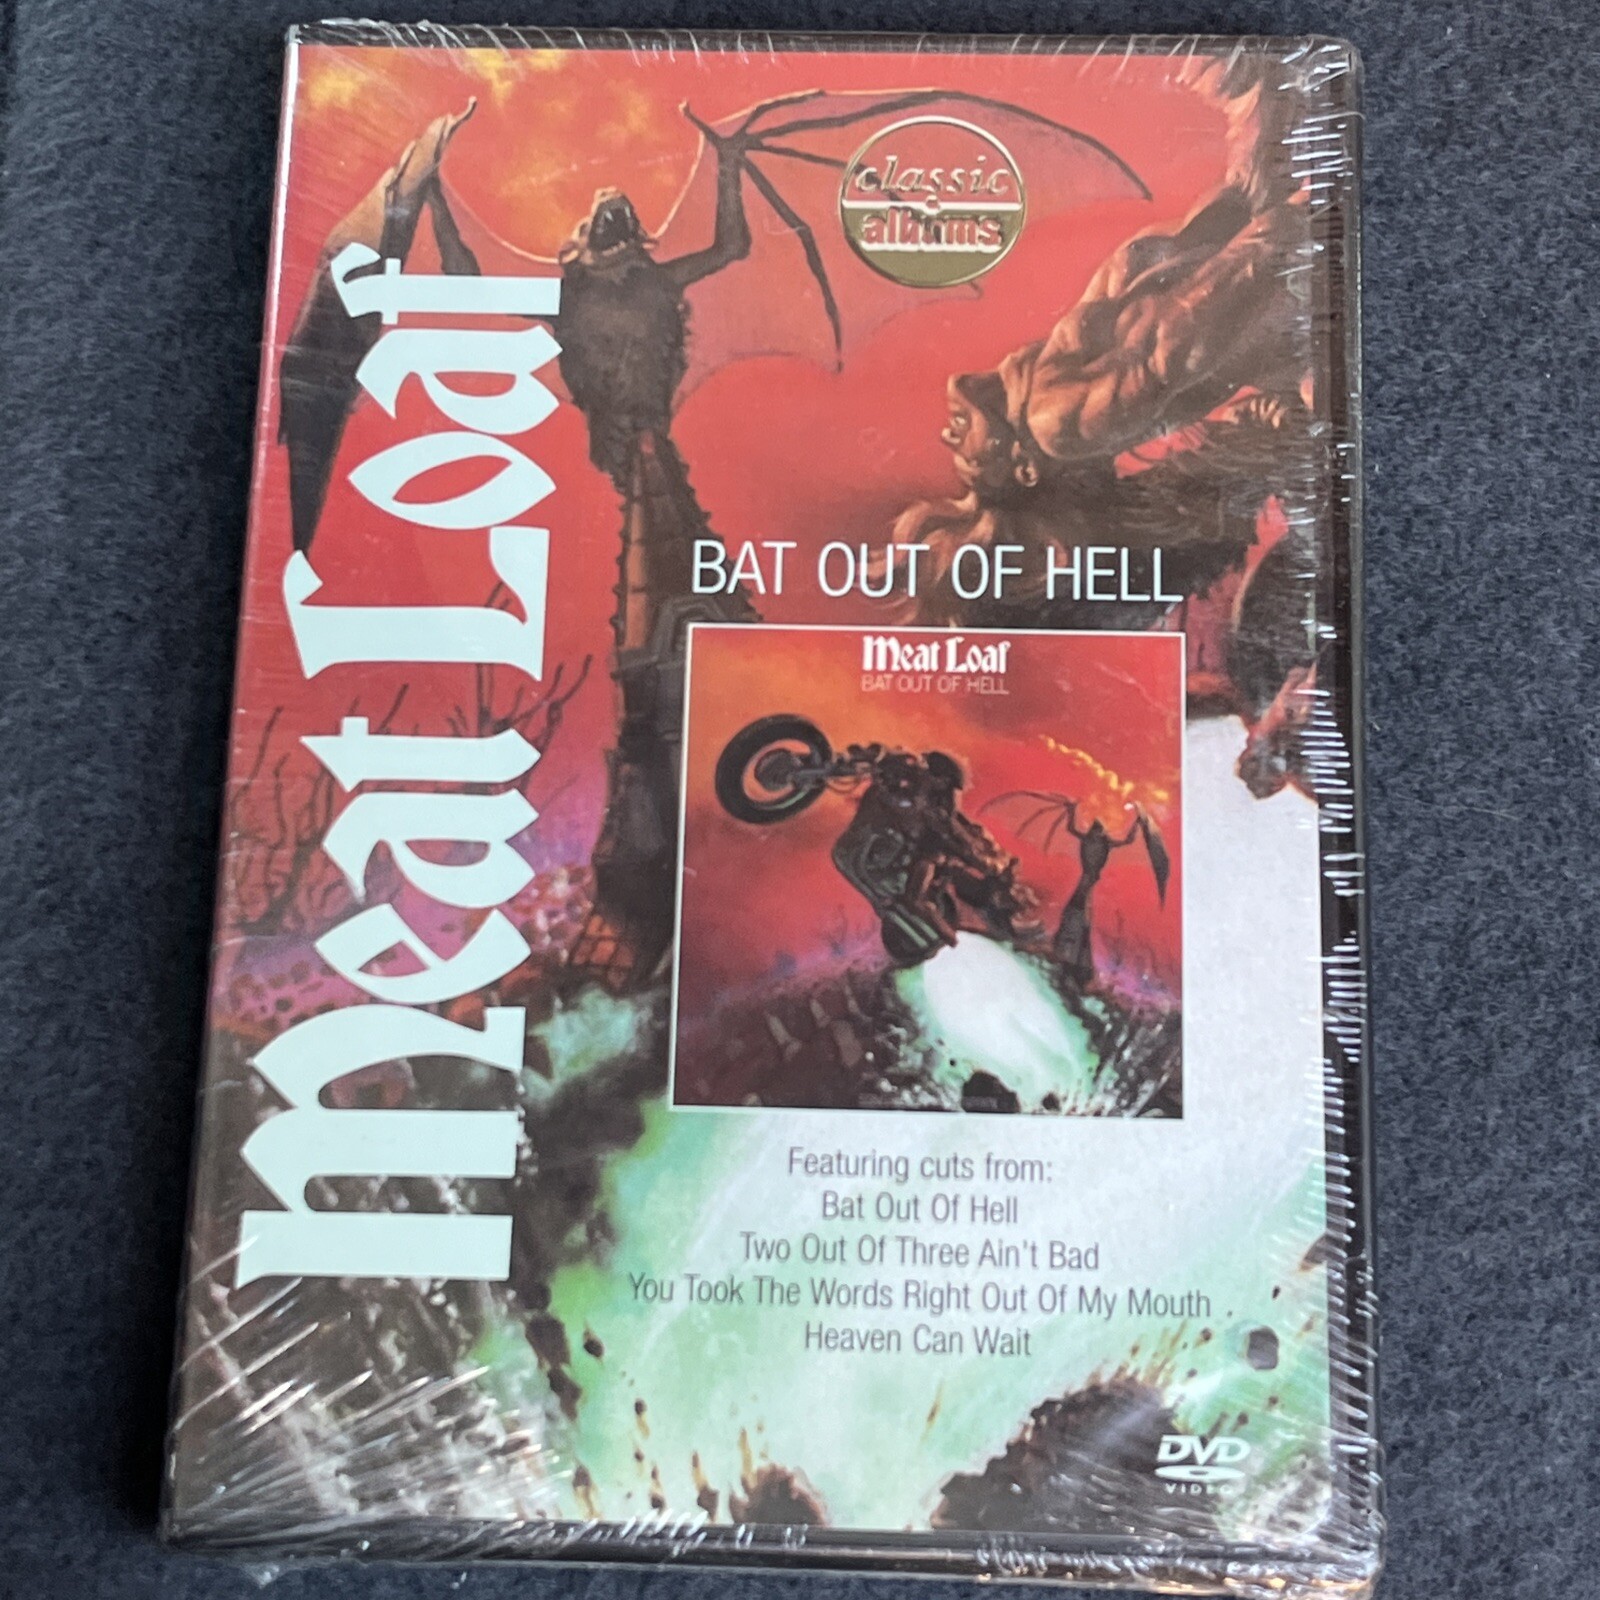 classic
albums
Meat Loaf
BAT OUT OF HELL
Meat Loaf
BAT OUT OF HELL
Featuring cuts from:
Bat Out Of Hell
Two Out Of Three Ain't Bad
You Took The Words Right Out Of My Mouth
Heaven Can Wait
DVD
VIDEO